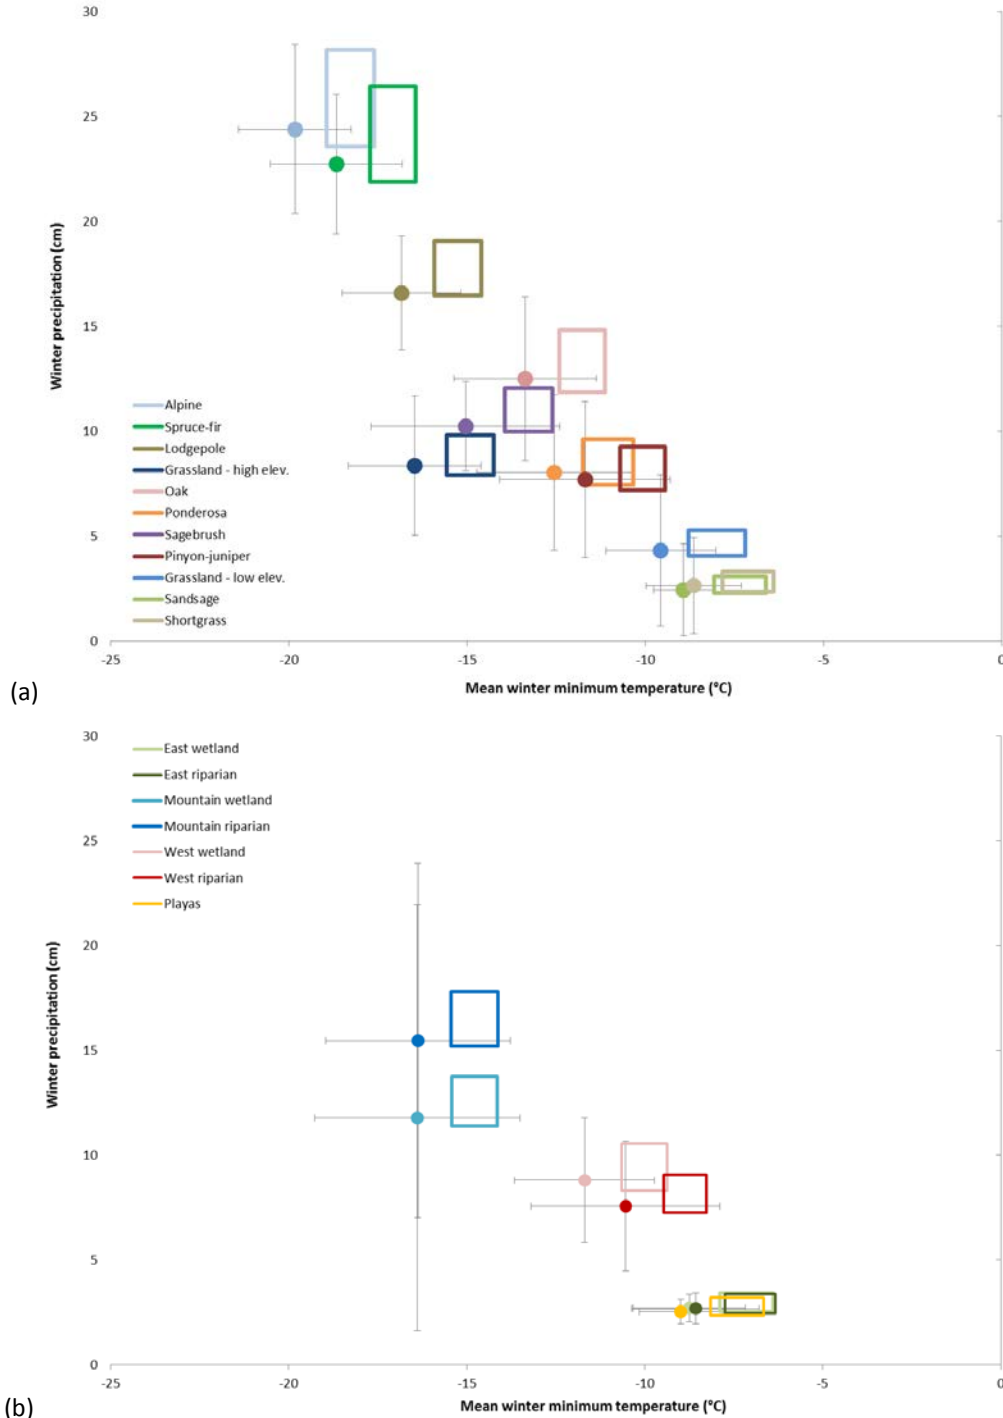 30
25
20
15
10
5
0
Winter precipitation (cm)
Alpine
Spruce-fir
Lodgepole
Grassland - high elev.
Oak
Ponderosa
Sagebrush
Pinyon-juniper
Grassland - low elev.
Sandsage
Shortgrass
-25 -20 -15 -10 -5 0
Mean winter minimum temperature (°C)
(a)
30
25
20
15
10
5
0
Winter precipitation (cm)
East wetland
East riparian
Mountain wetland
Mountain riparian
West wetland
West riparian
Playas
-25 -20 -15 -10 -5 0
Mean winter minimum temperature (°C)
(b)